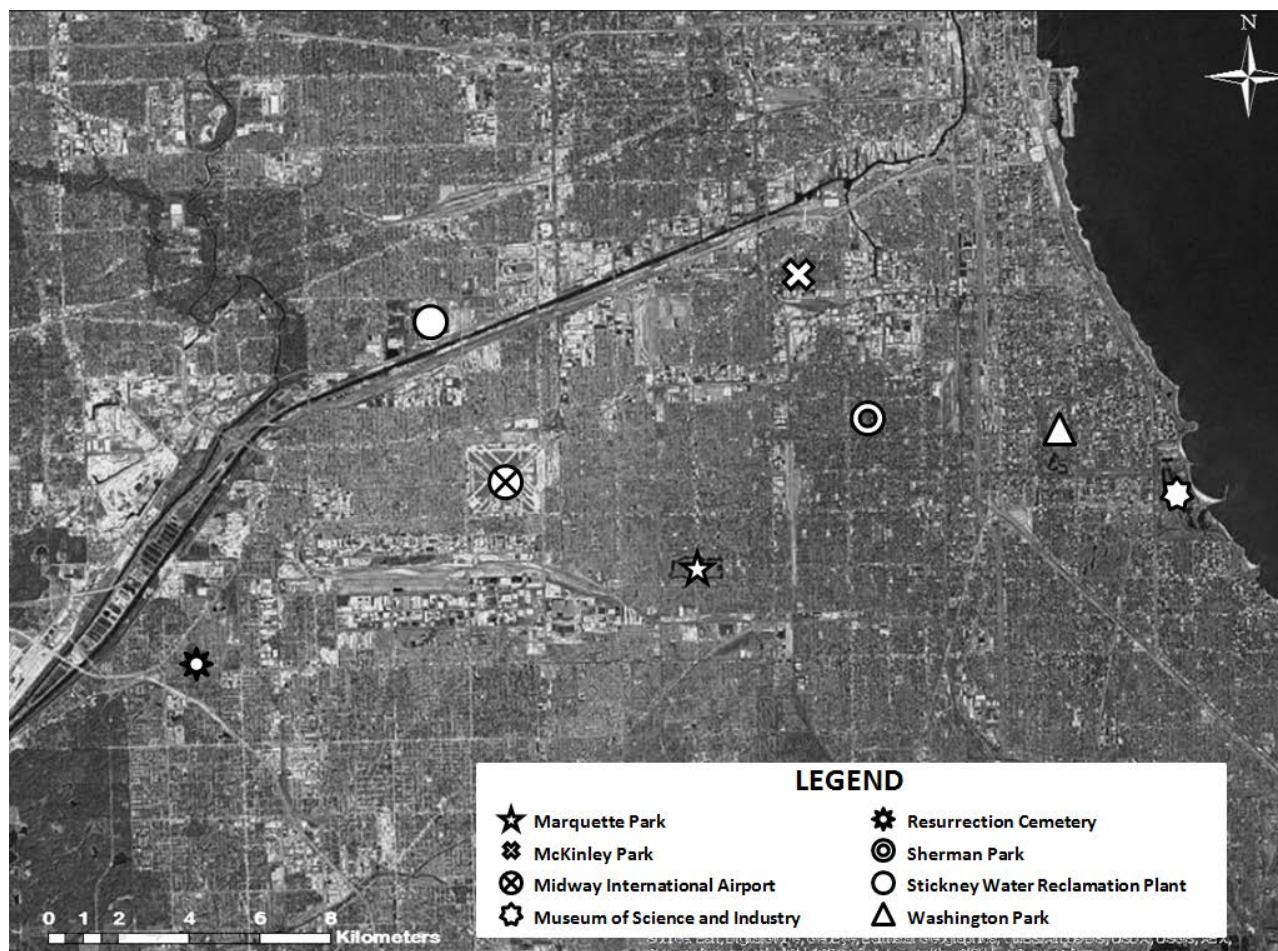 N
LEGEND
Marquette Park
Resurrection Cemetery
McKinley Park
Sherman Park
Midway International Airport
Stickney Water Reclamation Plant
Museum of Science and Industry
Washington Park
0 1 2 4 6 8
Kilometers